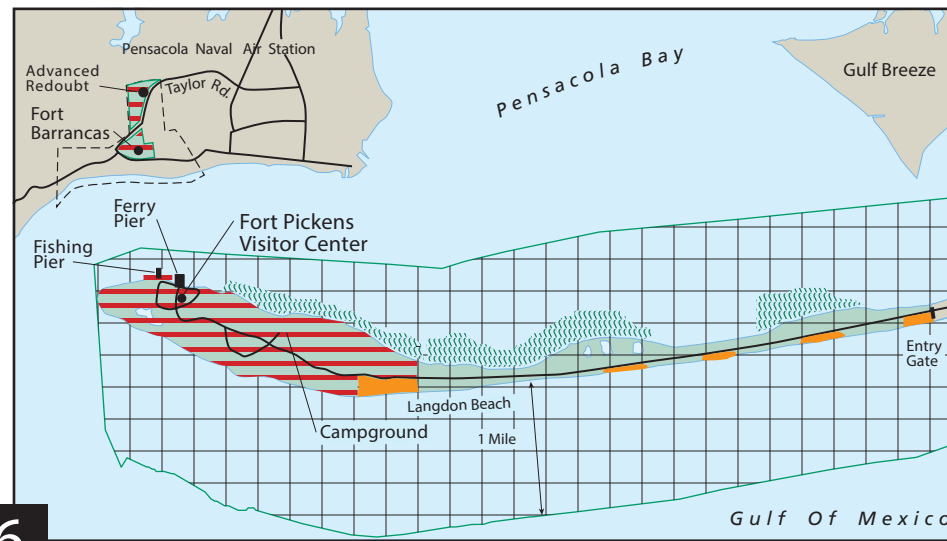 Pensacola Naval Air Station
Pensacola Bay
Gulf Breeze
Advanced
Redoubt
Taylor Rd.
Fort
Barrancas
Ferry
Pier
Fort Pickens
Visitor Center
Fishing
Pier
Entry
Gate
Langdon Beach
Campground
1 Mile
Gulf Of Mexico
6